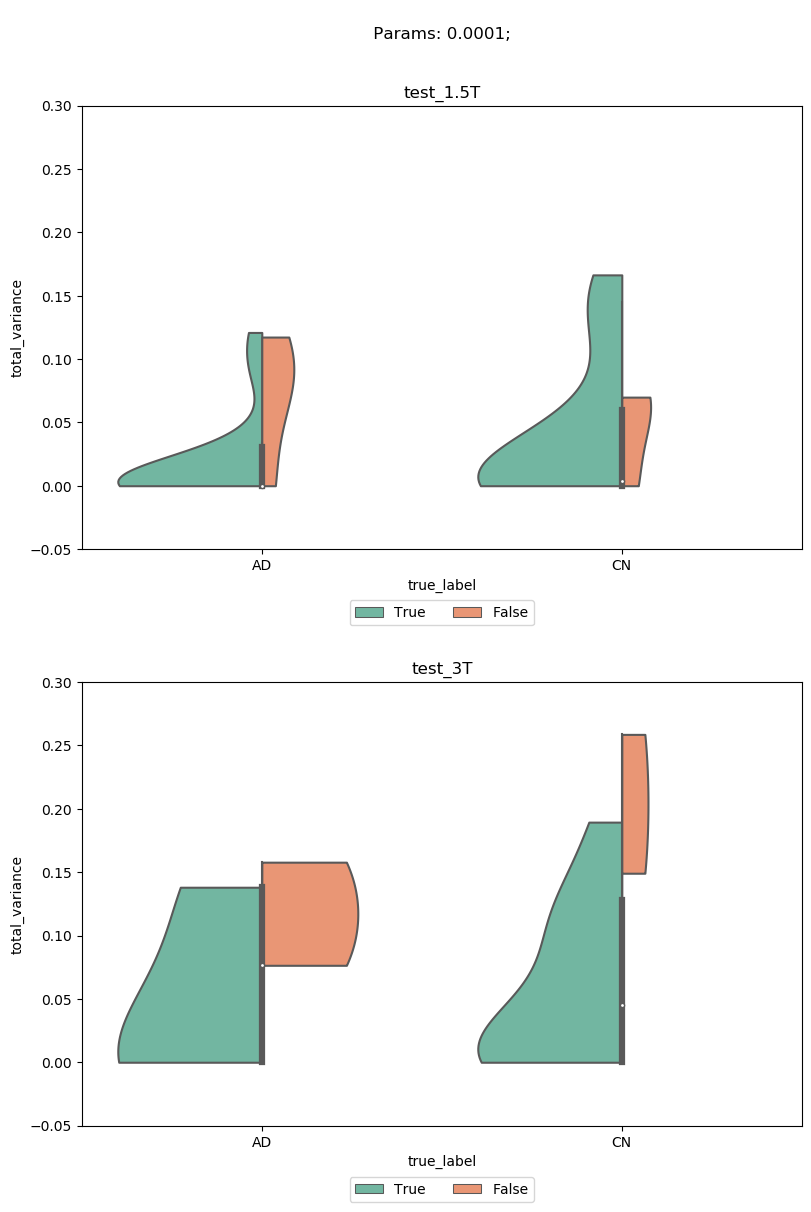 Params: 0.0001;
test_1.5T
0.30
0.25
0.20
0.15
0.10
0.05
0.00
−0.05
total_variance
AD CN
true_label
True False
test_3T
0.30
0.25
0.20
0.15
0.10
0.05
0.00
−0.05
total_variance
AD CN
true_label
True False